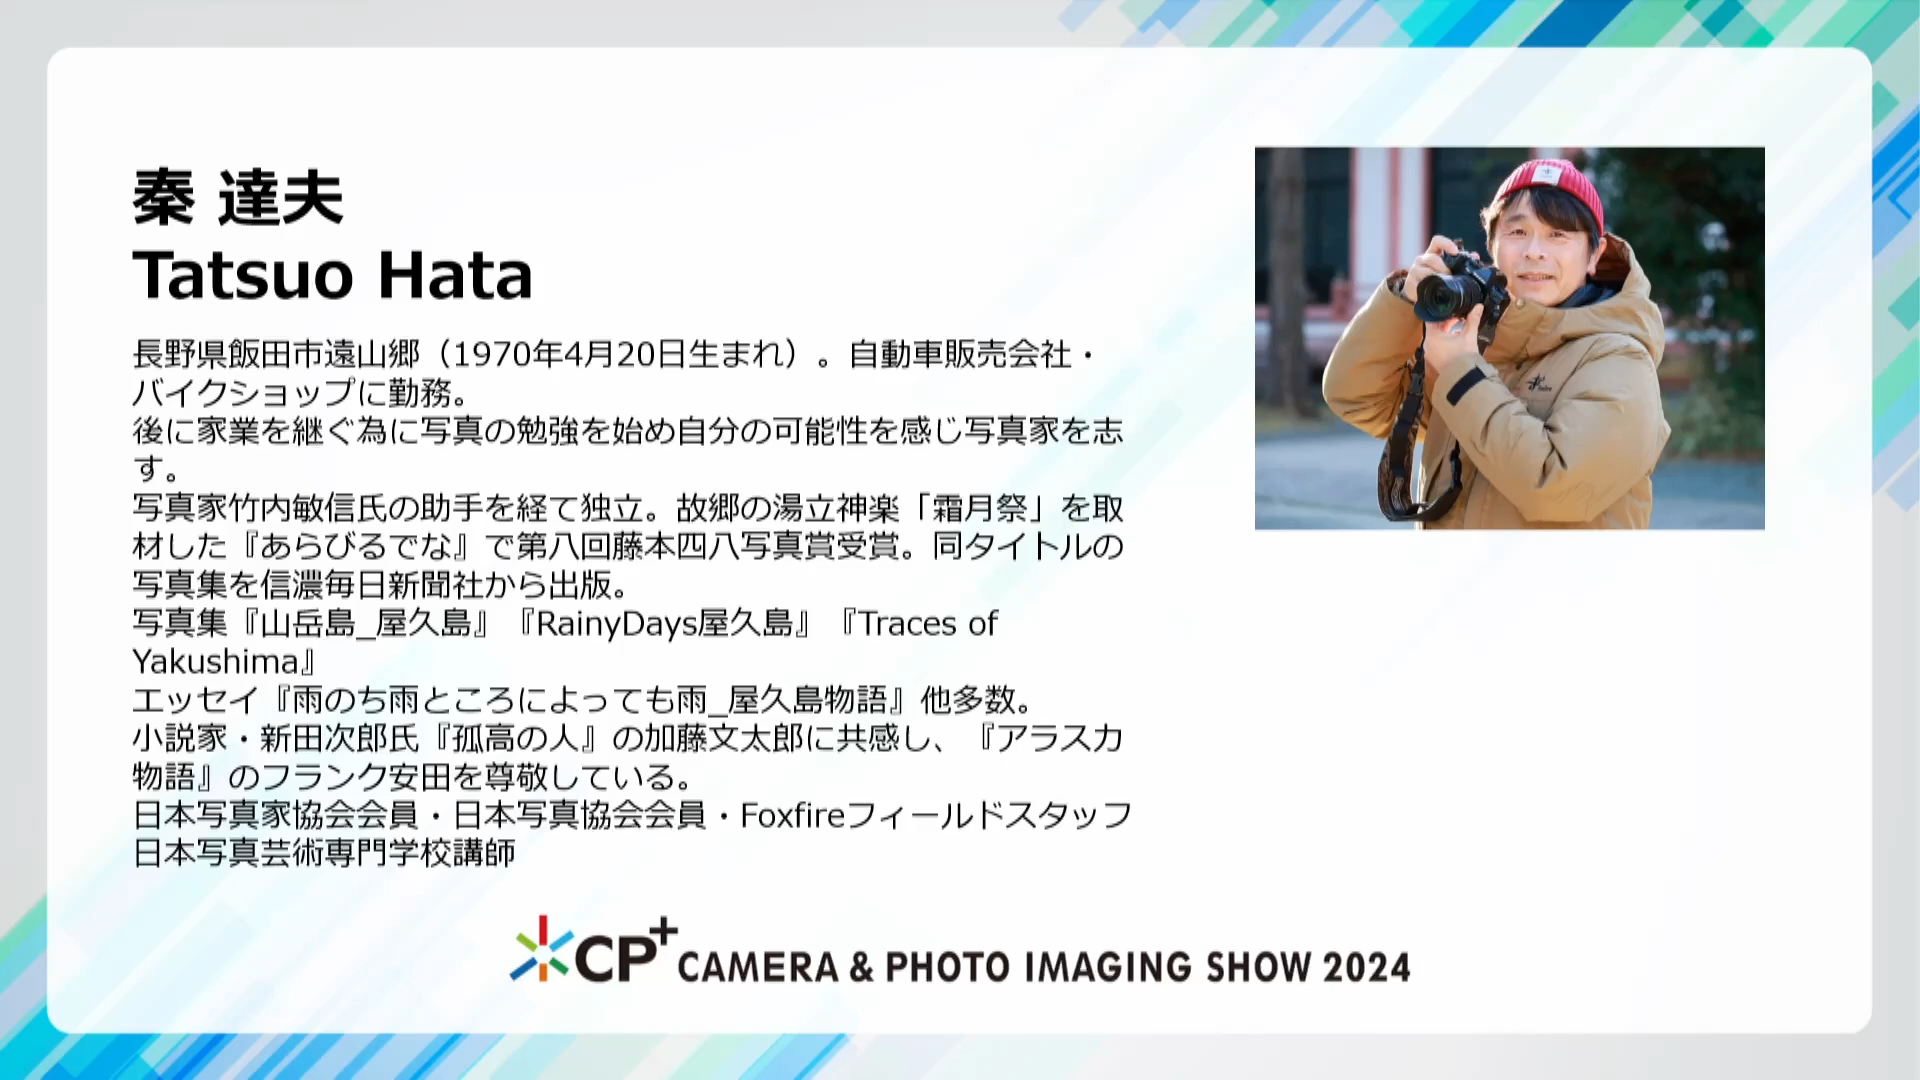 秦 達夫
Tatsuo Hata
長野県飯田市遠山郷（1970年4月20日生まれ）。自動車販売会社・
バイクショップに勤務。
後に家業を継ぐ為に写真の勉強を始め自分の可能性を感じ写真家を志
す。
写真家竹内敏信氏の助手を経て独立。故郷の湯立神楽「霜月祭」を取
材した『あらびるでな』で第八回藤本四八写真賞受賞。同タイトルの
写真集を信濃毎日新聞社から出版。
写真集『山岳島_屋久島』『RainyDays屋久島』『Traces of
Yakushima』
エッセイ『雨のち雨ところによっても雨_屋久島物語』他多数。
小説家・新田次郎氏『孤高の人』の加藤文太郎に共感し、『アラスカ
物語』のフランク安田を尊敬している。
日本写真家協会会員・日本写真協会会員・Foxfireフィールドスタッフ
日本写真芸術専門学校講師
CP+ CAMERA & PHOTO IMAGING SHOW 2024